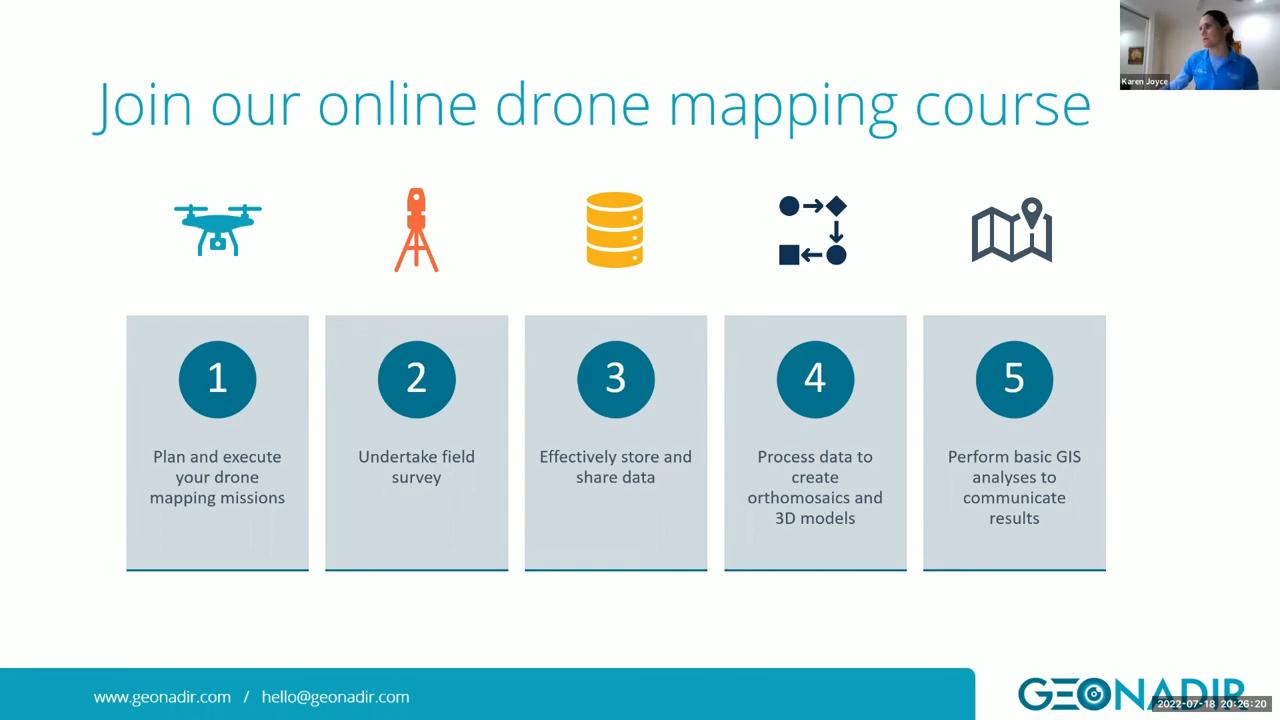 Karen Joyce
Join our online drone mapping course
1
Plan and execute
your drone
mapping missions
2
Undertake field
survey
3
Effectively store and
share data
4
Process data to
create
orthomosaics and
3D models
5
Perform basic GIS
analyses to
communicate
results
www.geonadir.com / hello@geonadir.com
GEONADIR
2022-07-18 20:26:20